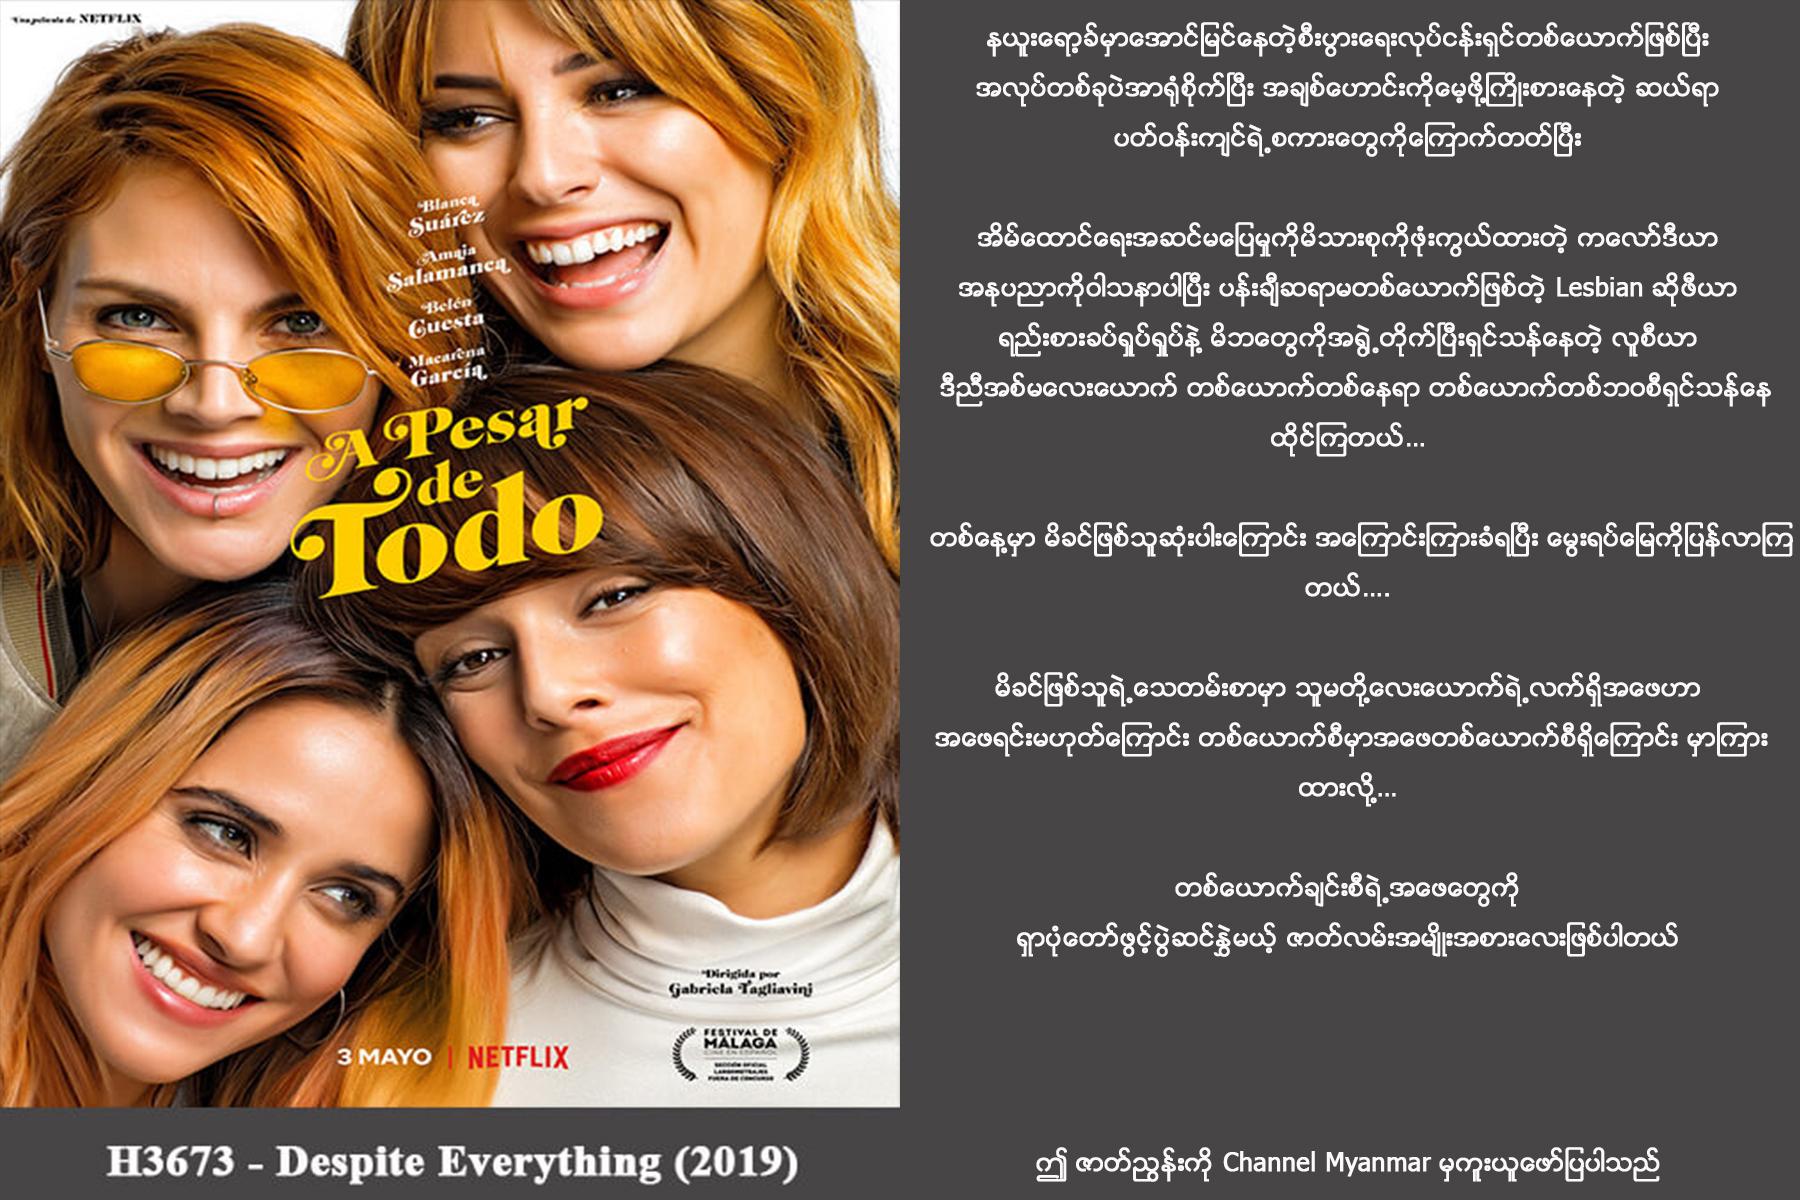 Una película de NETFLIX
Blanca
Suárez
Amaia
Salamanca
Belén
Cuesta
Macarena
García
A Pesar
de
Todo
Dirigida por
Gabriela Tagliavini
FESTIVAL DE
MÁLAGA
CINE EN ESPAÑOL
SECCIÓN OFICIAL
LARGOMETRAJES
FUERA DE CONCURSO
3 MAYO | NETFLIX
H3673 - Despite Everything (2019)
နယူးရော့ခ်မှာအောင်မြင်နေတဲ့စီးပွားရေးလုပ်ငန်းရှင်တစ်ယောက်ဖြစ်ပြီး
အလုပ်တစ်ခုပဲအာရုံစိုက်ပြီး အချစ်ဟောင်းကိုမေ့ဖို့ကြိုးစားနေတဲ့ ဆယ်ရာ
ပတ်ဝန်းကျင်ရဲ့စကားတွေကိုကြောက်တတ်ပြီး
အိမ်ထောင်ရေးအဆင်မပြေမှုကိုမိသားစုကိုဖုံးကွယ်ထားတဲ့ ကလော်ဒီယာ
အနုပညာကိုဝါသနာပါပြီး ပန်းချီဆရာမတစ်ယောက်ဖြစ်တဲ့ Lesbian ဆိုဖီယာ
ရည်းစားခပ်ရှုပ်ရှုပ်နဲ့ မိဘတွေကိုအရွဲ့တိုက်ပြီးရှင်သန်နေတဲ့ လူစီယာ
ဒီညီအစ်မလေးယောက် တစ်ယောက်တစ်နေရာ တစ်ယောက်တစ်ဘဝစီရှင်သန်နေ
ထိုင်ကြတယ်...
တစ်နေ့မှာ မိခင်ဖြစ်သူဆုံးပါးကြောင်း အကြောင်းကြားခံရပြီး မွေးရပ်မြေကိုပြန်လာကြ
တယ်....
မိခင်ဖြစ်သူရဲ့သေတမ်းစာမှာ သူမတို့လေးယောက်ရဲ့လက်ရှိအဖေဟာ
အဖေရင်းမဟုတ်ကြောင်း တစ်ယောက်စီမှာအဖေတစ်ယောက်စီရှိကြောင်း မှာကြား
ထားလို့...
တစ်ယောက်ချင်းစီရဲ့အဖေတွေကို
ရှာပုံတော်ဖွင့်ပွဲဆင်နွှဲမယ့် ဇာတ်လမ်းအမျိုးအစားလေးဖြစ်ပါတယ်
ဤ ဇာတ်ညွှန်းကို Channel Myanmar မှကူးယူဖော်ပြပါသည်